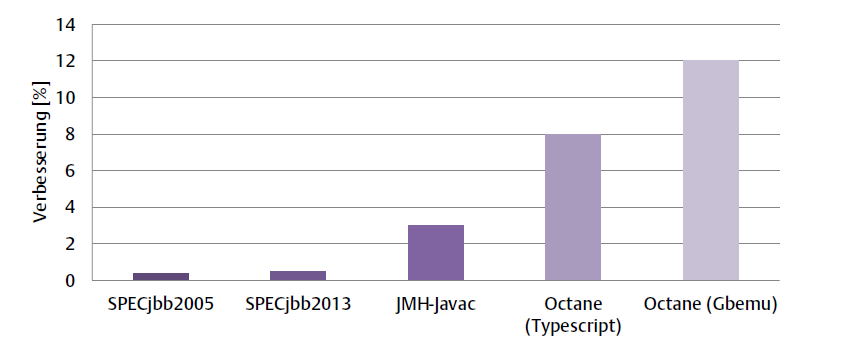 Verbesserung [%]
14
12
10
8
6
4
2
0
SPECjbb2005
SPECjbb2013
JMH-Javac
Octane
(Typescript)
Octane (Gbemu)